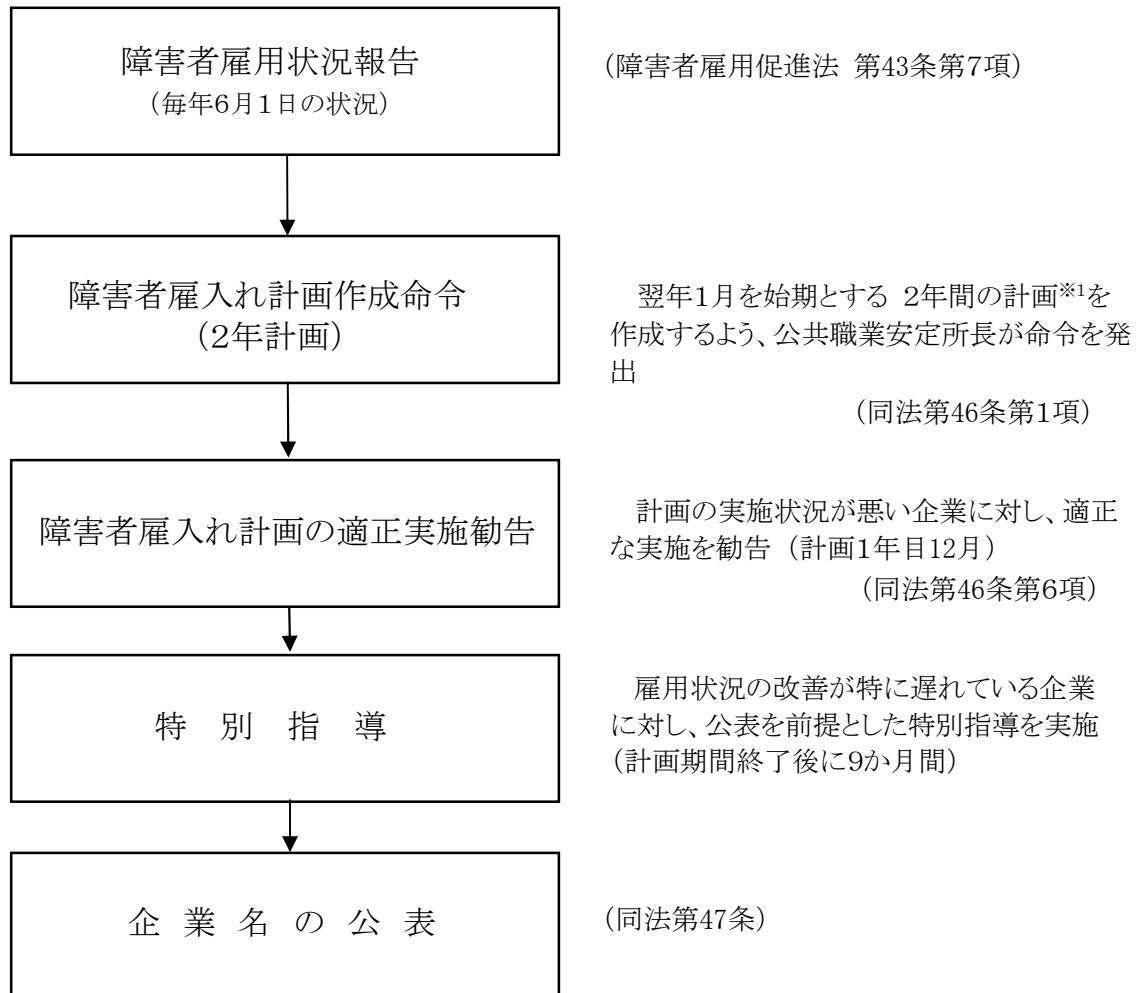 障害者雇用状況報告
（毎年６月１日の状況）
（障害者雇用促進法 第43条第７項）
障害者雇入れ計画作成命令
（２年計画）
翌年１月を始期とする ２年間の計画※1を
作成するよう、公共職業安定所長が命令を発
出
（同法第46条第１項）
障害者雇入れ計画の適正実施勧告
計画の実施状況が悪い企業に対し、適正
な実施を勧告 （計画１年目12月）
（同法第46条第６項）
特 別 指 導
雇用状況の改善が特に遅れている企業
に対し、公表を前提とした特別指導を実施
（計画期間終了後に９か月間）
企 業 名 の 公 表
（同法第47条）